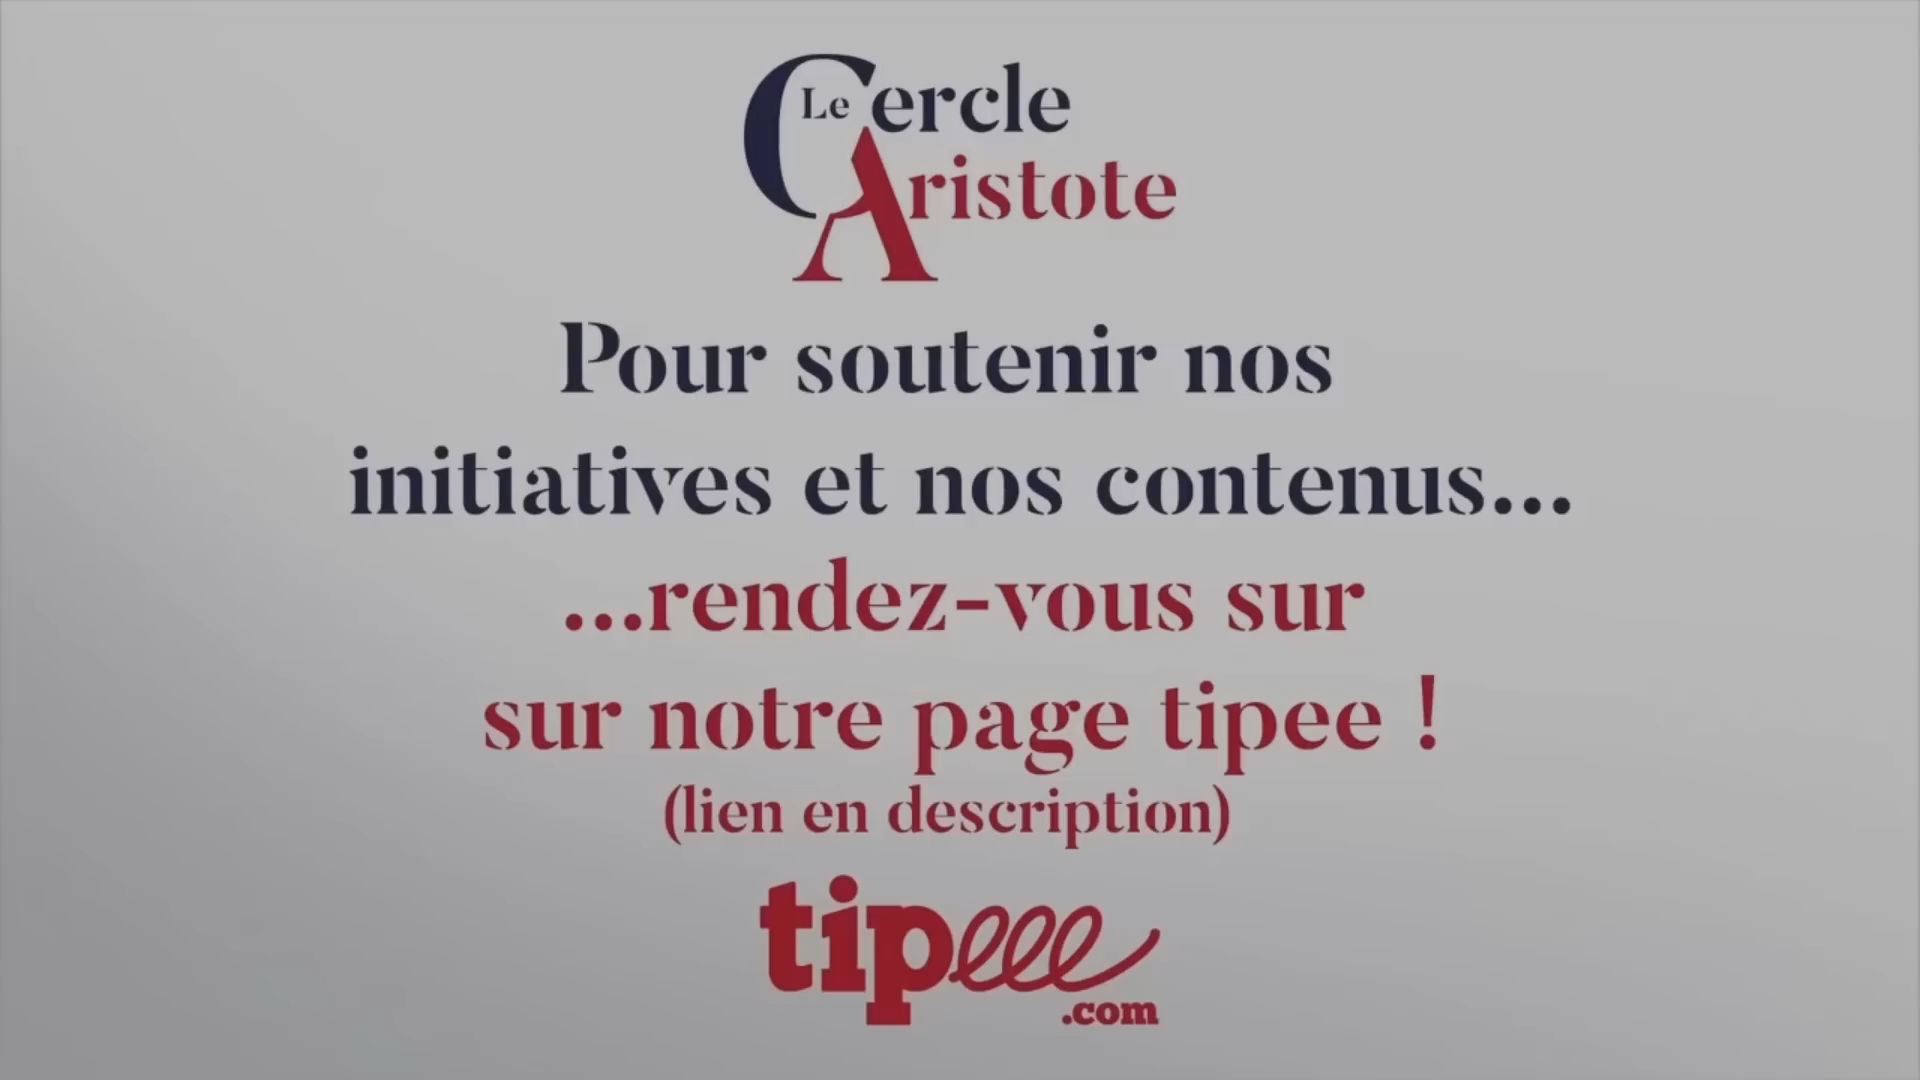 Le Cercle
Aristote
Pour soutenir nos
initiatives et nos contenus...
...rendez-vous sur
sur notre page tipee !
(lien en description)
tipeee
.com